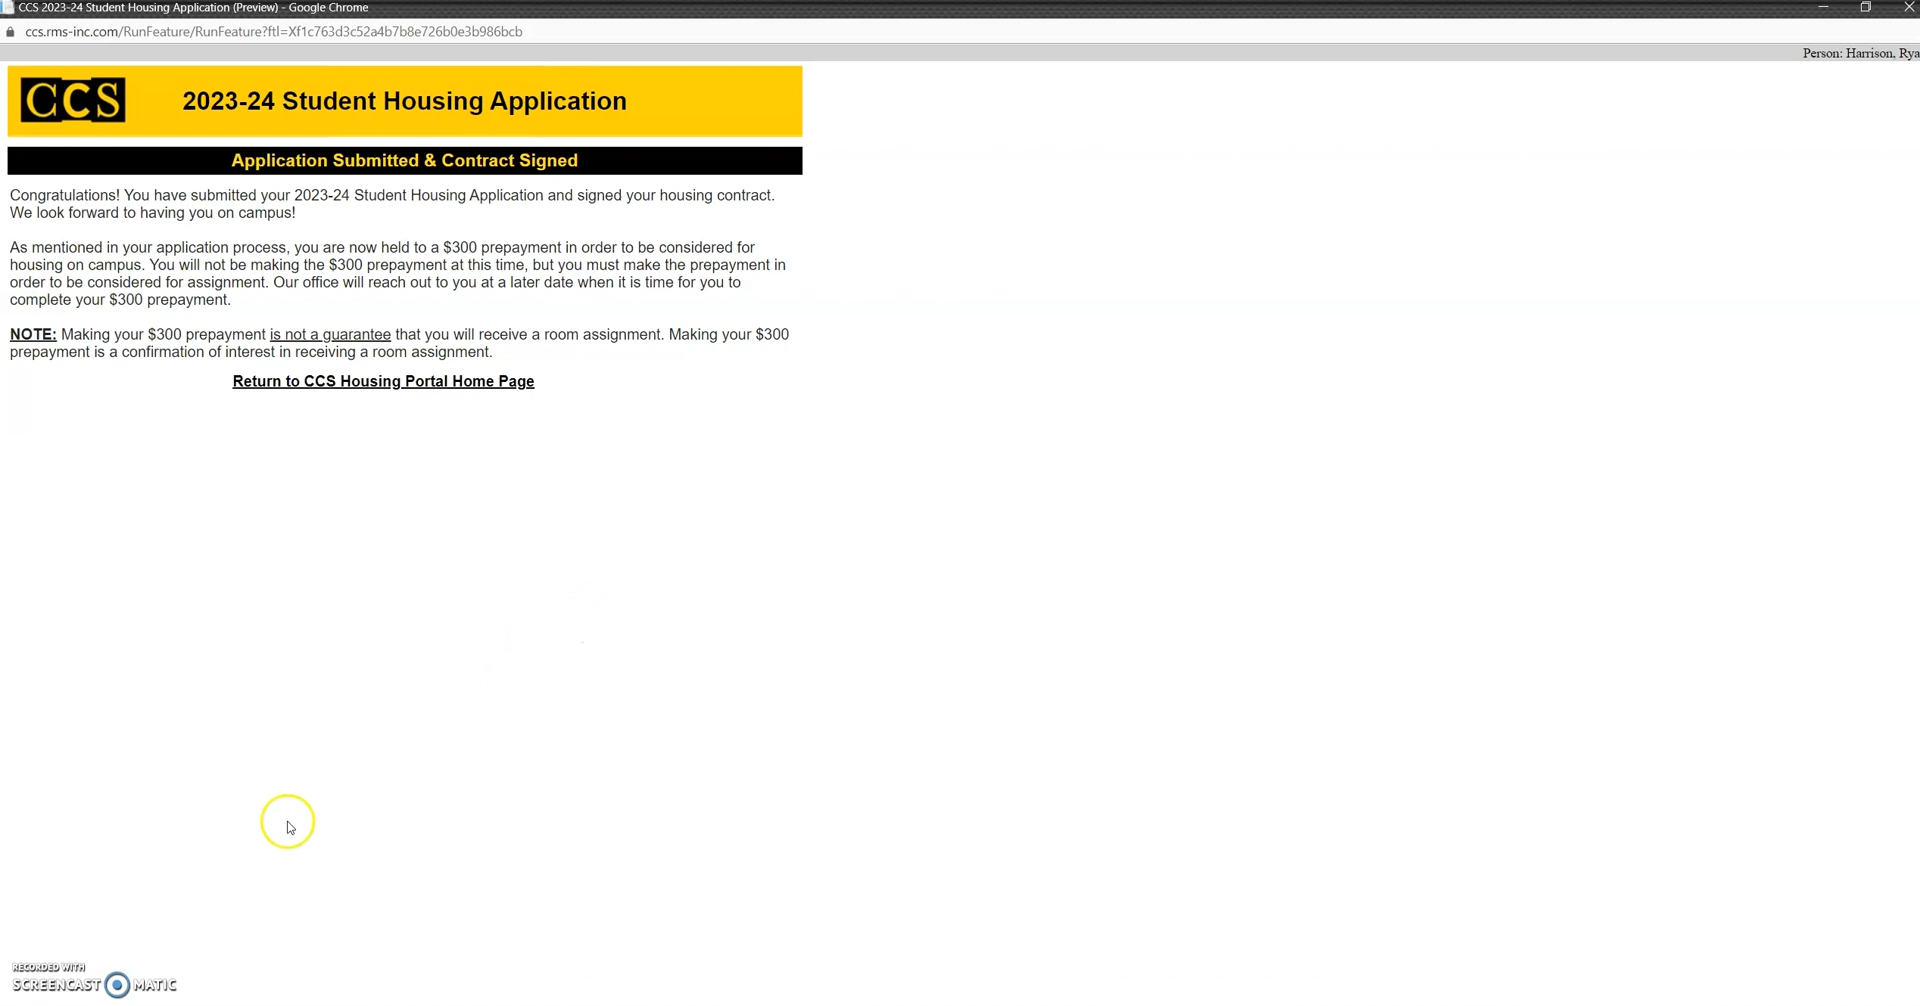 CCS 2023-24 Student Housing Application (Preview) - Google Chrome
ccs.rms-inc.com/RunFeature/RunFeature?ftl=Xf1c763d3c52a4b7b8e726b0e3b986bcb
Person: Harrison, Rya
CCS
2023-24 Student Housing Application
Application Submitted & Contract Signed
Congratulations! You have submitted your 2023-24 Student Housing Application and signed your housing contract.
We look forward to having you on campus!
As mentioned in your application process, you are now held to a $300 prepayment in order to be considered for
housing on campus. You will not be making the $300 prepayment at this time, but you must make the prepayment in
order to be considered for assignment. Our office will reach out to you at a later date when it is time for you to
complete your $300 prepayment.
NOTE: Making your $300 prepayment is not a guarantee that you will receive a room assignment. Making your $300
prepayment is a confirmation of interest in receiving a room assignment.
Return to CCS Housing Portal Home Page
RECORDED WITH
SCREENCAST MATIC